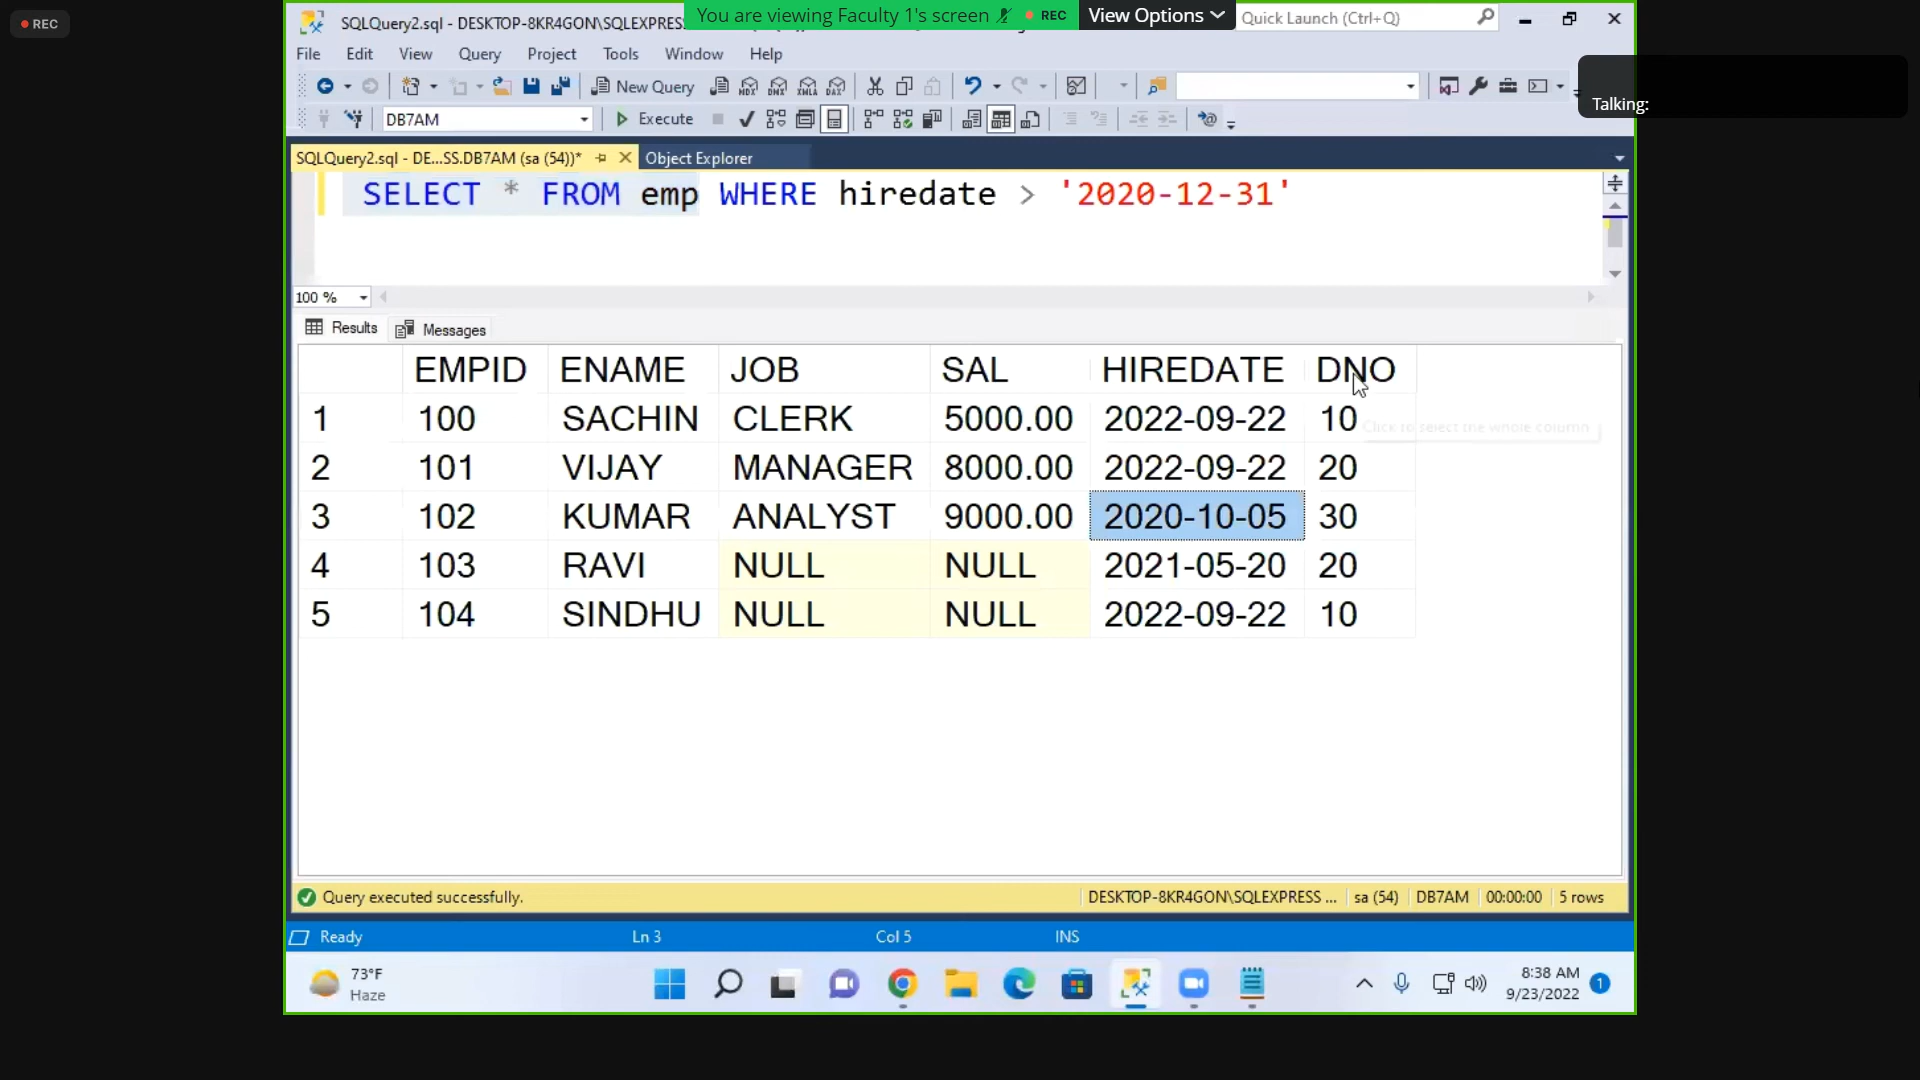 REC
SQLQuery2.sql - DESKTOP-8KR4GON\SQLEXPRESS
You are viewing Faculty 1's screen
REC
View Options
Quick Launch (Ctrl+Q)
File Edit View Query Project Tools Window Help
New Query
Talking:
DB7AM
Execute
SQLQuery2.sql - DE...SS.DB7AM (sa (54))* Object Explorer
SELECT * FROM emp WHERE hiredate > '2020-12-31'
100 %
Results Messages
EMPID ENAME JOB SAL HIREDATE DNO
1 100 SACHIN CLERK 5000.00 2022-09-22 10
Click to select the whole column
2 101 VIJAY MANAGER 8000.00 2022-09-22 20
3 102 KUMAR ANALYST 9000.00 2020-10-05 30
4 103 RAVI NULL NULL 2021-05-20 20
5 104 SINDHU NULL NULL 2022-09-22 10
Query executed successfully. DESKTOP-8KR4GON\SQLEXPRESS ... sa (54) DB7AM 00:00:00 5 rows
Ready Ln 3 Col 5 INS
73°F
Haze
8:38 AM
9/23/2022
1